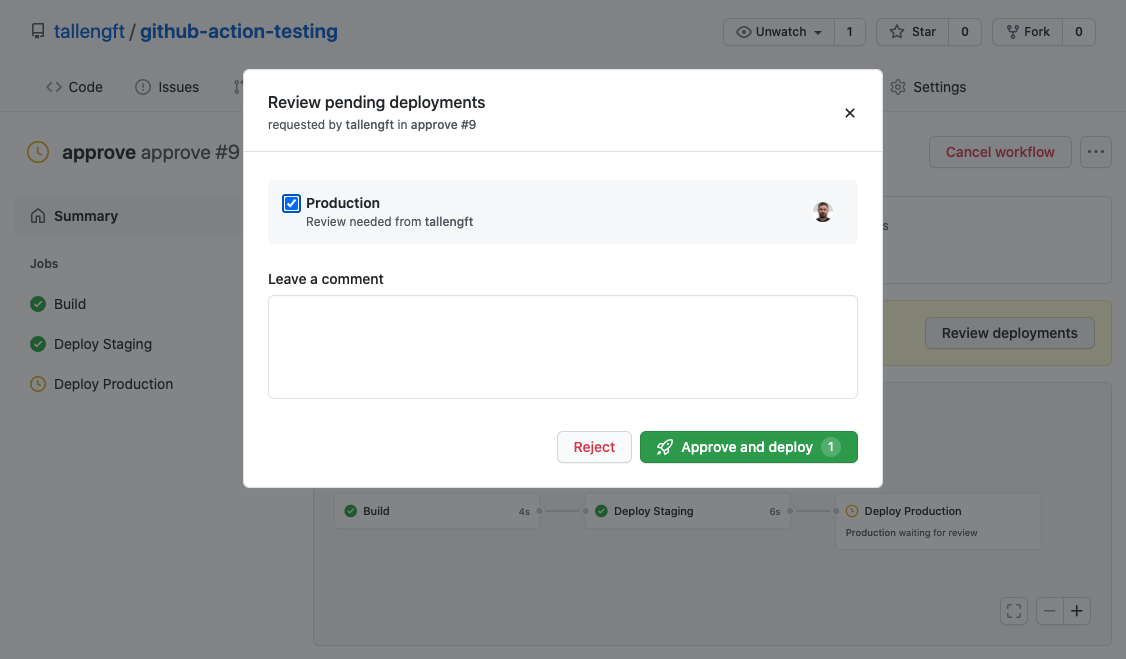 tallengft / github-action-testing
Unwatch 1 Star 0 Fork 0
Code Issues Settings
approve approve #9
Cancel workflow
Summary
Jobs
Build
Deploy Staging
Deploy Production
Review pending deployments
requested by tallengft in approve #9
Production
Review needed from tallengft
Leave a comment
Reject
Approve and deploy 1
s
Review deployments
Build 4s
Deploy Staging 6s
Deploy Production
Production waiting for review